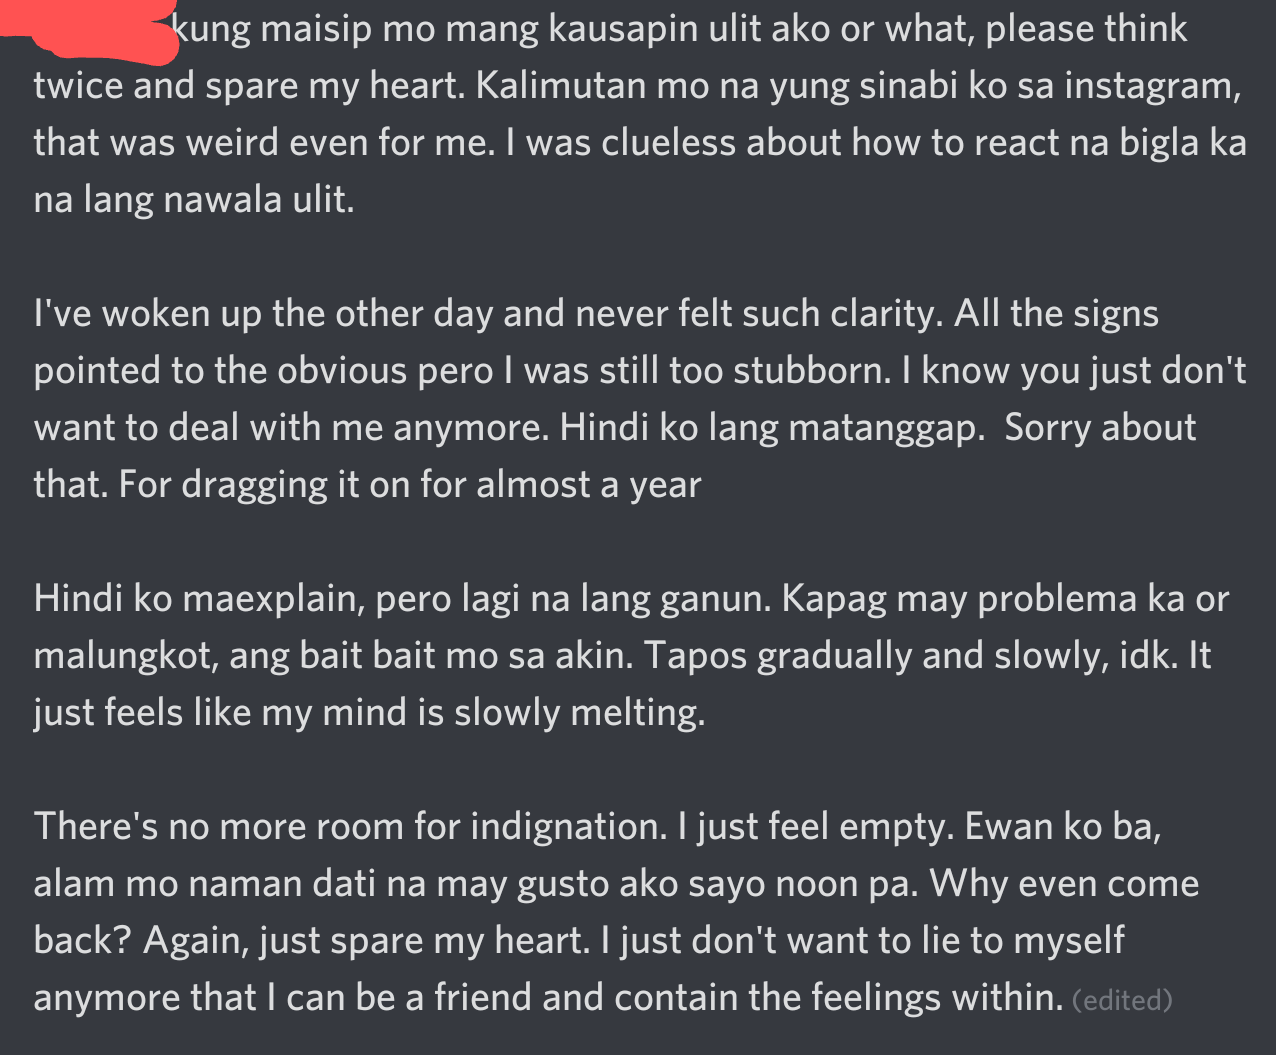 kung maisip mo mang kausapin ulit ako or what, please think
twice and spare my heart. Kalimutan mo na yung sinabi ko sa instagram,
that was weird even for me. I was clueless about how to react na bigla ka
na lang nawala ulit.
I've woken up the other day and never felt such clarity. All the signs
pointed to the obvious pero I was still too stubborn. I know you just don't
want to deal with me anymore. Hindi ko lang matanggap.  Sorry about
that. For dragging it on for almost a year
Hindi ko maexplain, pero lagi na lang ganun. Kapag may problema ka or
malungkot, ang bait bait mo sa akin. Tapos gradually and slowly, idk. It
just feels like my mind is slowly melting.
There's no more room for indignation. I just feel empty. Ewan ko ba,
alam mo naman dati na may gusto ako sayo noon pa. Why even come
back? Again, just spare my heart. I just don't want to lie to myself
anymore that I can be a friend and contain the feelings within. (edited)